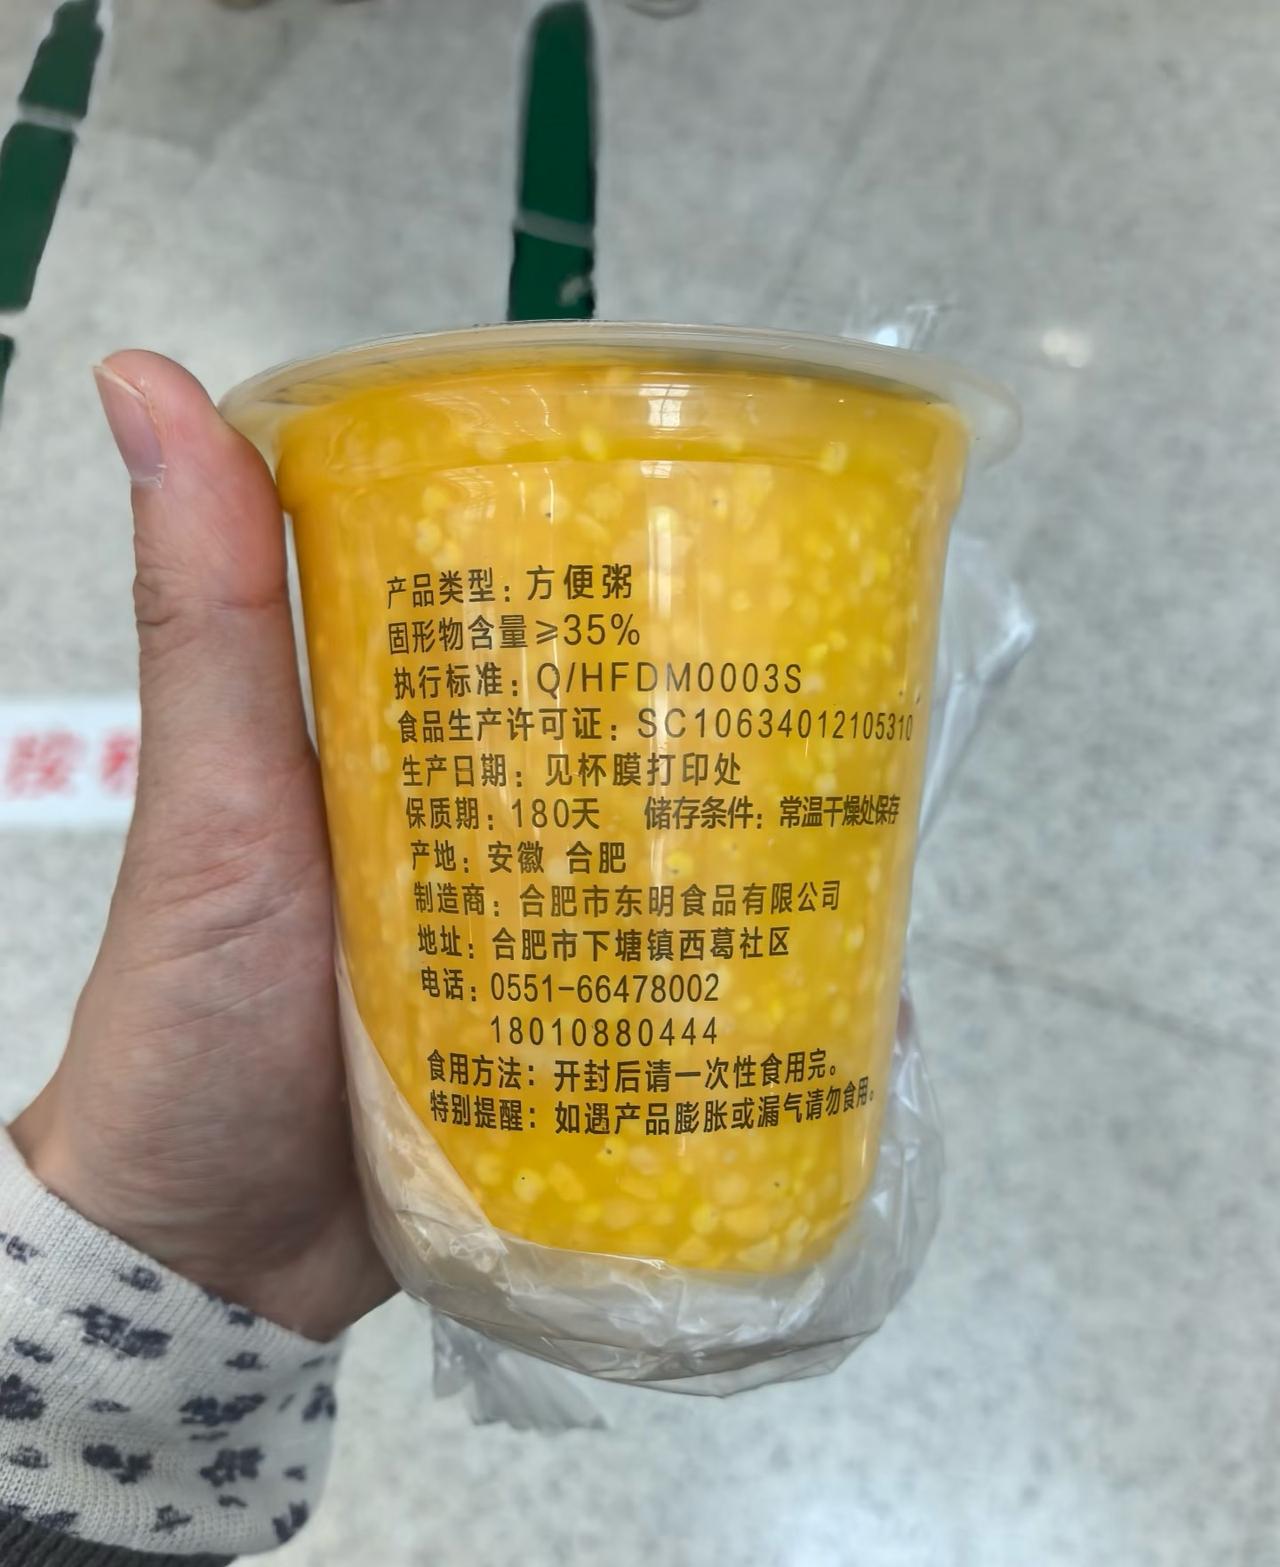 产品类型：方便粥
固形物含量≥35%
执行标准：Q/HFDM0003S
食品生产许可证：SC10634012105310
生产日期：见杯膜打印处
保质期：180天 储存条件：常温干燥处保存
产地：安徽 合肥
制造商：合肥市东明食品有限公司
地址：合肥市下塘镇西葛社区
电话：0551-66478002
18010880444
食用方法：开封后请一次性食用完。
特别提醒：如遇产品膨胀或漏气请勿食用。